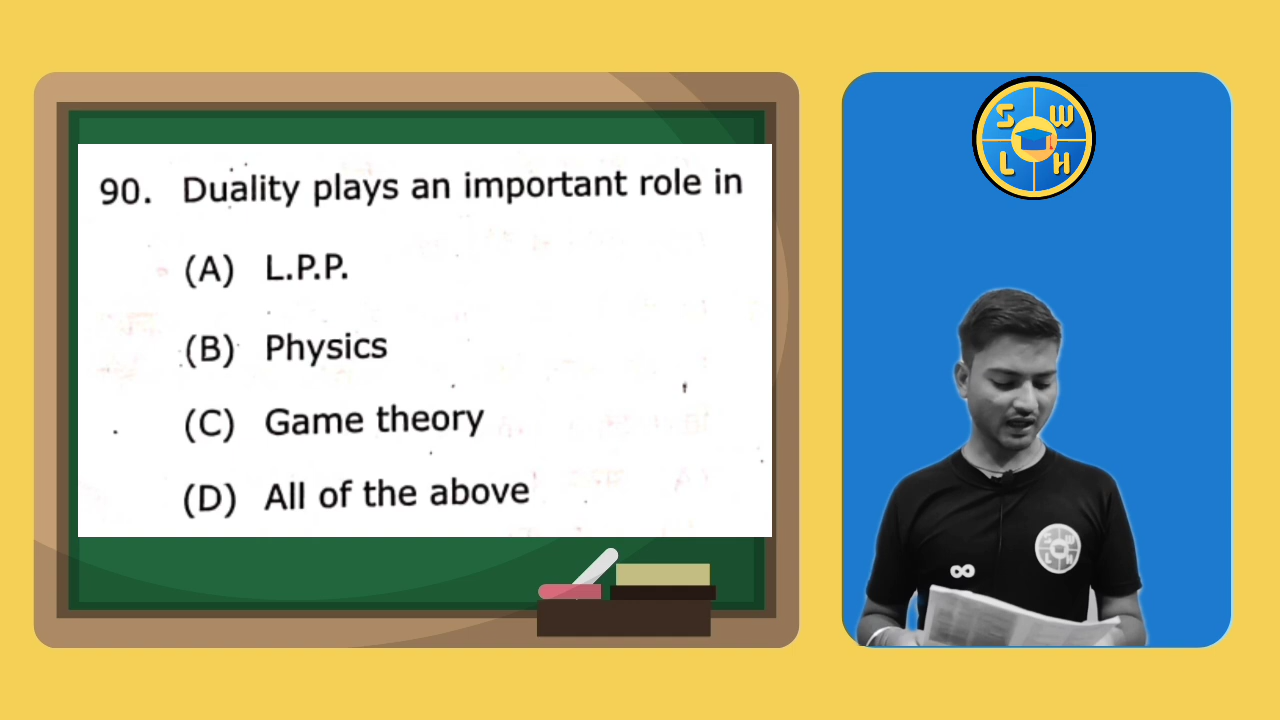 90. Duality plays an important role in
(A) L.P.P.
(B) Physics
(C) Game theory
(D) All of the above
S W
L H
S W
L H